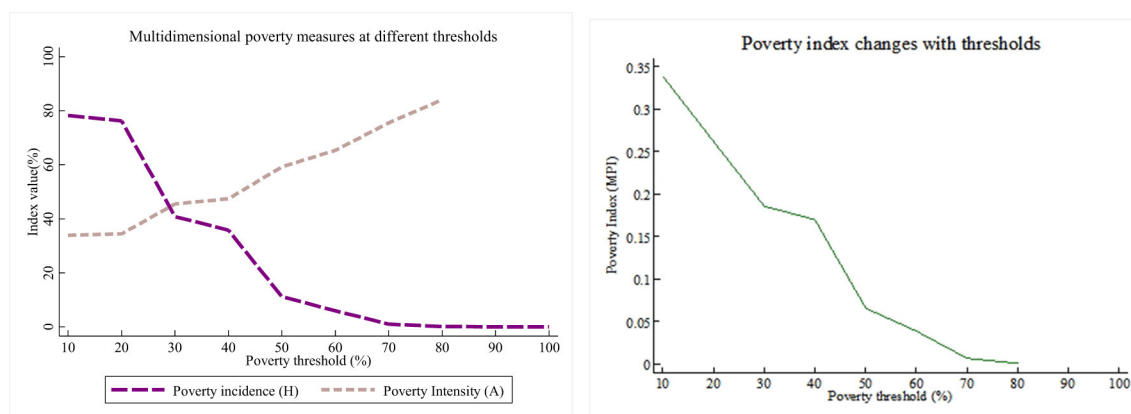 Multidimensional poverty measures at different thresholds
100
80
60
40
20
0
Index value(%)
10 20 30 40 50 60 70 80 90 100
Poverty threshold (%)
Poverty incidence (H) Poverty Intensity (A)
Poverty index changes with thresholds
0.35
0.3
0.25
0.2
0.15
0.1
0.05
0
Poverty Index (MPI)
10 20 30 40 50 60 70 80 90 100
Poverty threshold (%)